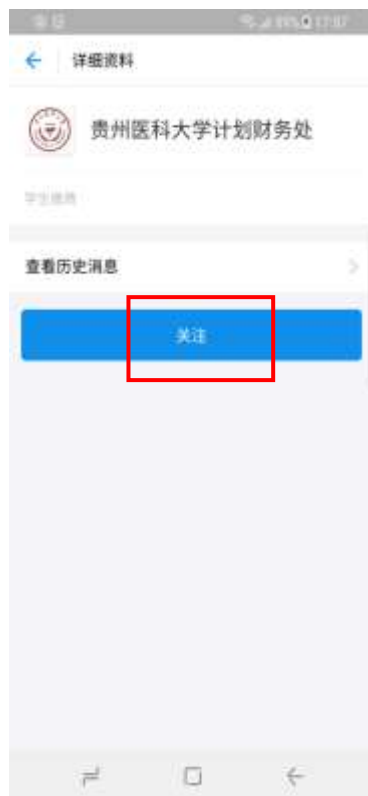 详细资料
贵州医科大学计划财务处
查看历史消息
关注